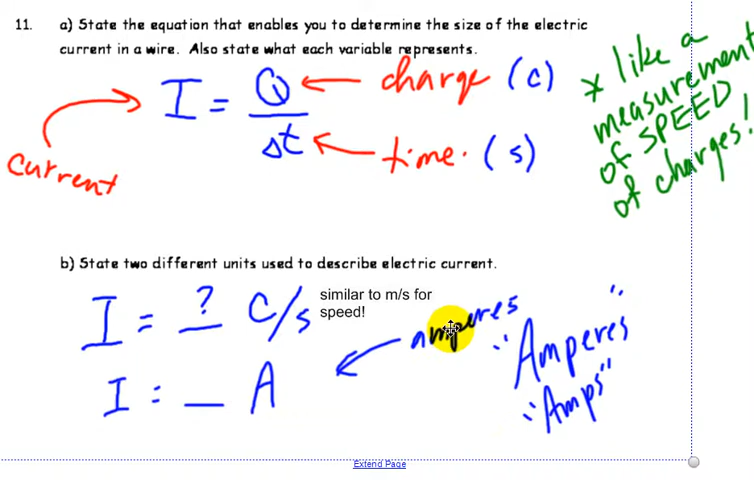 11. a) State the equation that enables you to determine the size of the electric
current in a wire. Also state what each variable represents.
I = Q ← charge (C)
Δt ← time. (s)
current
* like a
measurement
of SPEED
of charges!
b) State two different units used to describe electric current.
I = ? C/s
similar to m/s for
speed!
amperes
"Amperes"
I = _ A
"Amps"
Extend Page